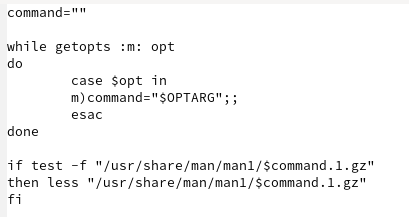 command=""
while getopts :m: opt
do
case $opt in
m)command="$OPTARG";;
esac
done
if test -f "/usr/share/man/man1/$command.1.gz"
then less "/usr/share/man/man1/$command.1.gz"
fi